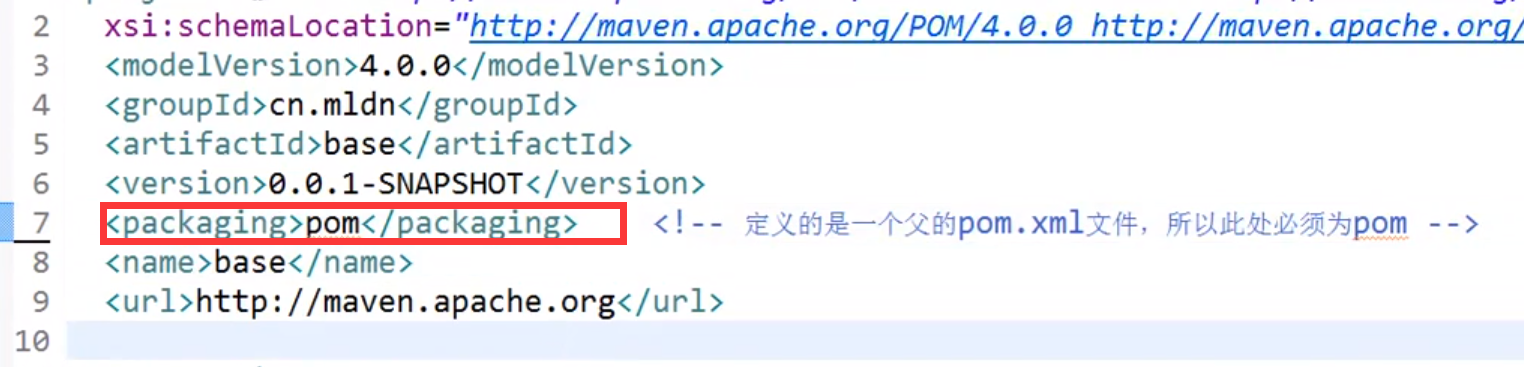 2 xsi:schemaLocation="http://maven.apache.org/POM/4.0.0 http://maven.apache.org/
3 <modelVersion>4.0.0</modelVersion>
4 <groupId>cn.mldn</groupId>
5 <artifactId>base</artifactId>
6 <version>0.0.1-SNAPSHOT</version>
7 <packaging>pom</packaging> <!-- 定义的是一个父的pom.xml文件，所以此处必须为pom -->
8 <name>base</name>
9 <url>http://maven.apache.org</url>
10